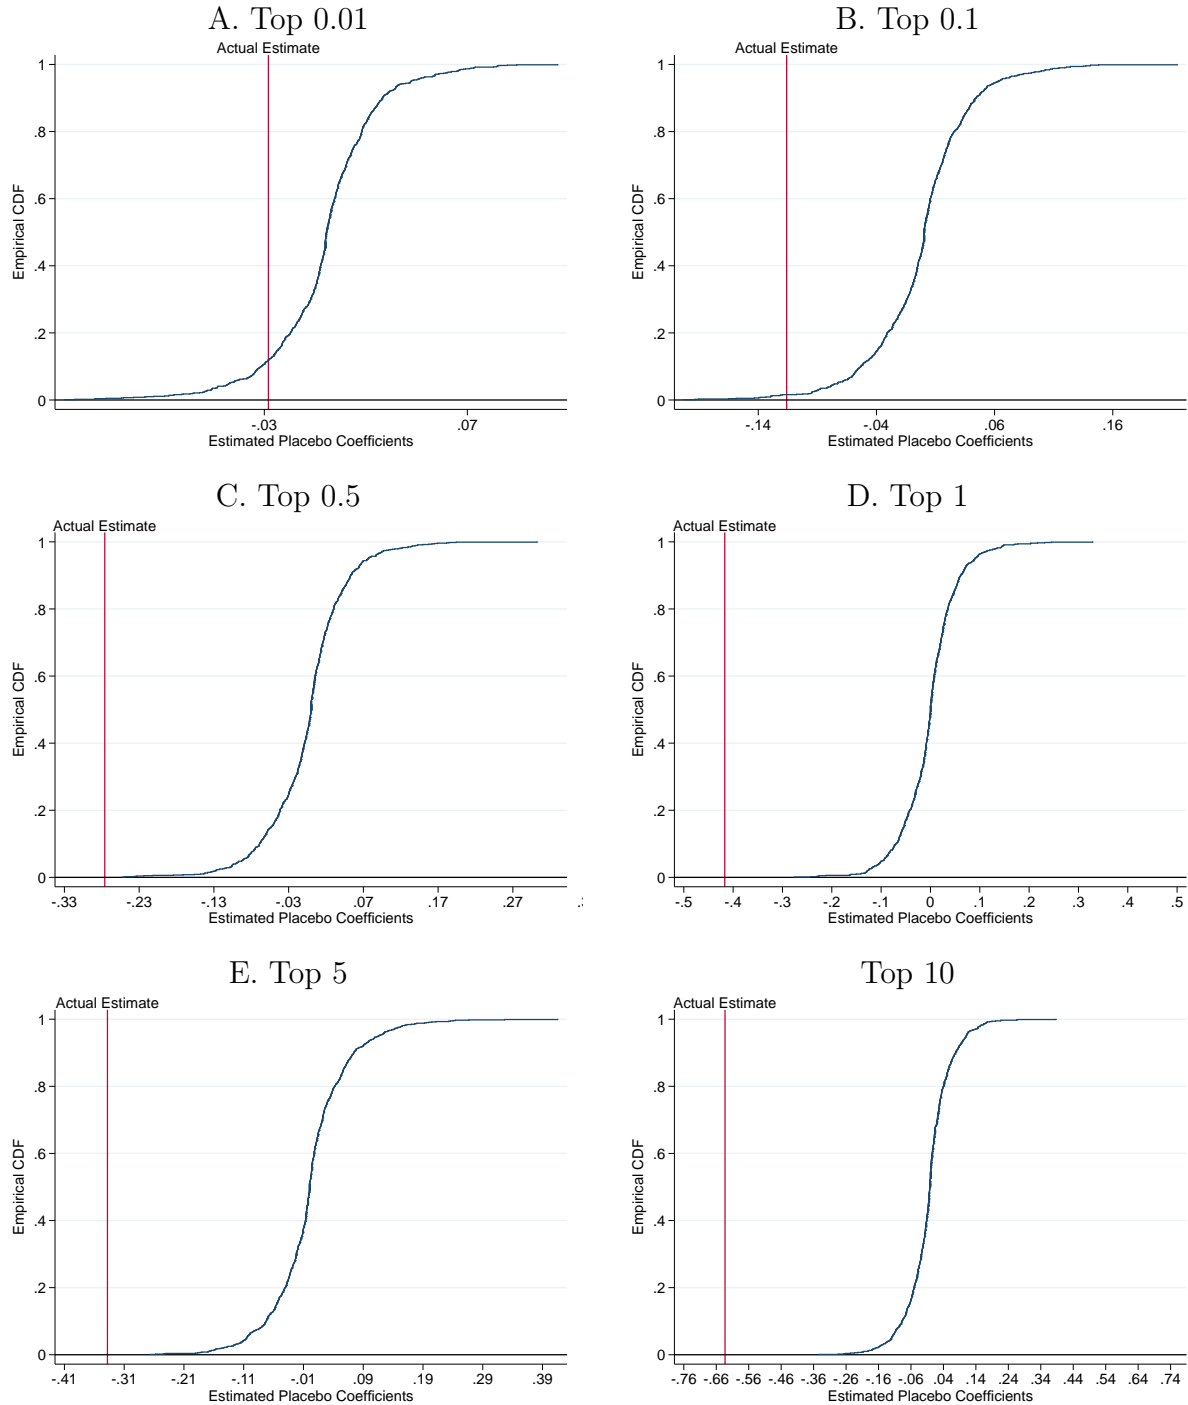 A. Top 0.01
Actual Estimate
1
.8
.6
.4
.2
0
Empirical CDF
-.03 .07
Estimated Placebo Coefficients
B. Top 0.1
Actual Estimate
1
.8
.6
.4
.2
0
Empirical CDF
-.14 -.04 .06 .16
Estimated Placebo Coefficients
C. Top 0.5
Actual Estimate
1
.8
.6
.4
.2
0
Empirical CDF
-.33 -.23 -.13 -.03 .07 .17 .27
Estimated Placebo Coefficients
D. Top 1
Actual Estimate
1
.8
.6
.4
.2
0
Empirical CDF
-.5 -.4 -.3 -.2 -.1 0 .1 .2 .3 .4 .5
Estimated Placebo Coefficients
E. Top 5
Actual Estimate
1
.8
.6
.4
.2
0
Empirical CDF
-.41 -.31 -.21 -.11 -.01 .09 .19 .29 .39
Estimated Placebo Coefficients
Top 10
Actual Estimate
1
.8
.6
.4
.2
0
Empirical CDF
-.76 -.66 -.56 -.46 -.36 -.26 -.16 -.06 .04 .14 .24 .34 .44 .54 .64 .74
Estimated Placebo Coefficients